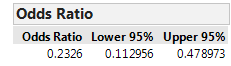 Odds Ratio
Odds Ratio Lower 95% Upper 95%
0.2326 0.112956 0.478973